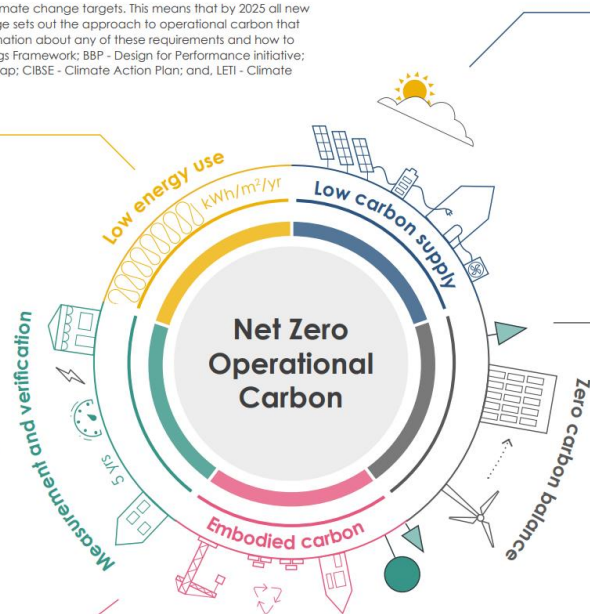 mate change targets. This means that by 2025 all new
ge sets out the approach to operational carbon that
nation about any of these requirements and how to
gs Framework; BBP - Design for Performance initiative;
ap; CIBSE - Climate Action Plan; and, LETI - Climate
Low energy use
kWh/m²/yr
Low carbon supply
Net Zero
Operational
Carbon
Measurement and verification
5 yrs
Zero carbon balance
Embodied carbon